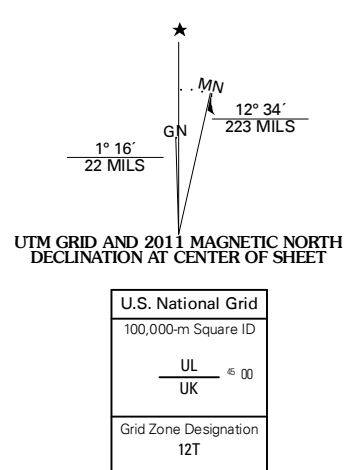 MN
12° 34´
223 MILS
GN
1° 16´
22 MILS
UTM GRID AND 2011 MAGNETIC NORTH
DECLINATION AT CENTER OF SHEET
U.S. National Grid
100,000-m Square ID
UL
45 00
UK
Grid Zone Designation
12T